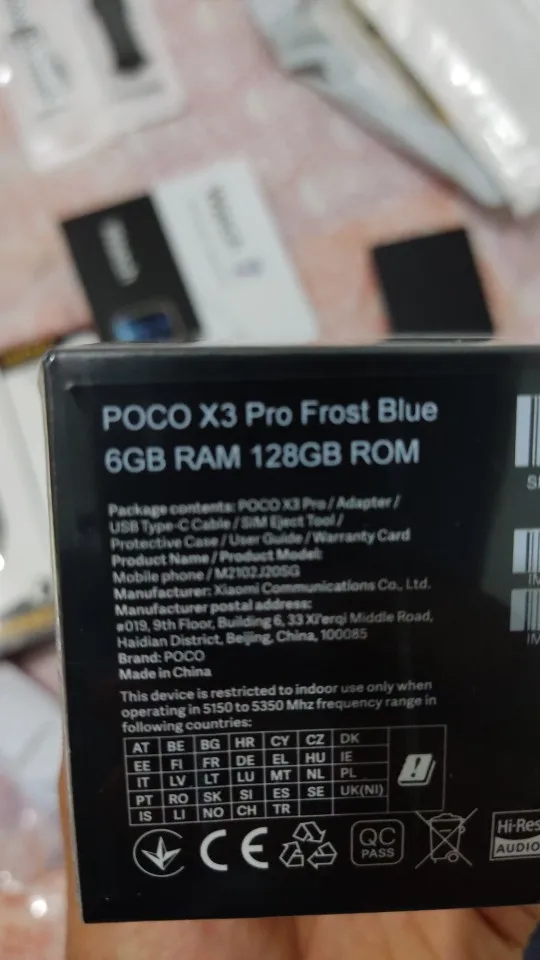 POCO X3 Pro Frost Blue
6GB RAM 128GB ROM
Package contents: POCO X3 Pro / Adapter /
USB Type-C Cable / SIM Eject Tool /
Protective Case / User Guide / Warranty Card
Product Name / Product Model:
Mobile phone / M2102J20SG
Manufacturer: Xiaomi Communications Co., Ltd.
Manufacturer postal address:
#019, 9th Floor, Building 6, 33 Xi'erqi Middle Road,
Haidian District, Beijing, China, 100085
Brand: POCO
Made in China
This device is restricted to indoor use only when
operating in 5150 to 5350 Mhz frequency range in
following countries:
AT BE BG HR CY CZ DK
EE FI FR DE EL HU IE
IT LV LT LU MT NL PL
PT RO SK SI ES SE UK(NI)
IS LI NO CH TR
CE
QC
PASS
Hi-Res
AUDIO